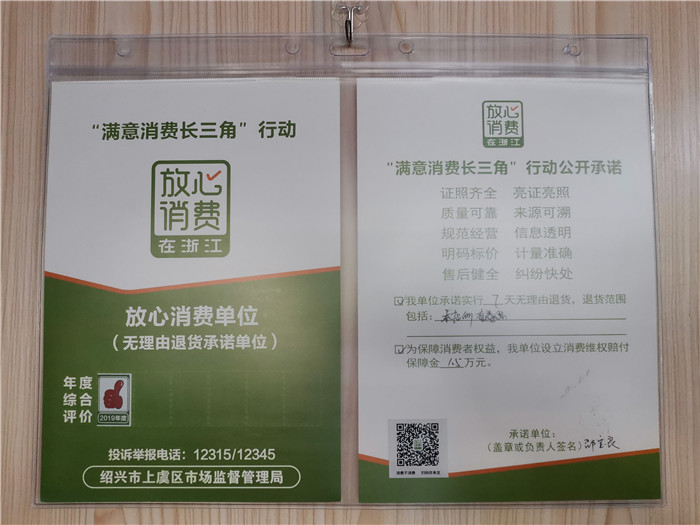 “满意消费长三角”行动
放心
消费
在浙江
放心消费单位
（无理由退货承诺单位）
年度
综合
评价
2019年度
投诉举报电话：12315/12345
绍兴市上虞区市场监督管理局
放心
消费
在浙江
“满意消费长三角”行动公开承诺
证照齐全 亮证亮照
质量可靠 来源可溯
规范经营 信息透明
明码标价 计量准确
售后健全 纠纷快处
我单位承诺实行 7 天无理由退货，退货范围
包括：
为保障消费者权益，我单位设立消费维权赔付
保障金 1.5 万元。
承诺单位：
（盖章或负责人签名）